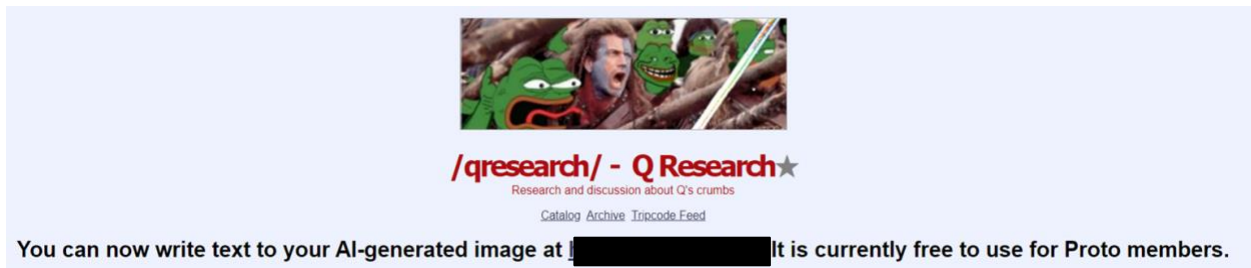 /qresearch/ - Q Research★
Research and discussion about Q's crumbs
Catalog Archive Tripcode Feed
You can now write text to your AI-generated image at It is currently free to use for Proto members.